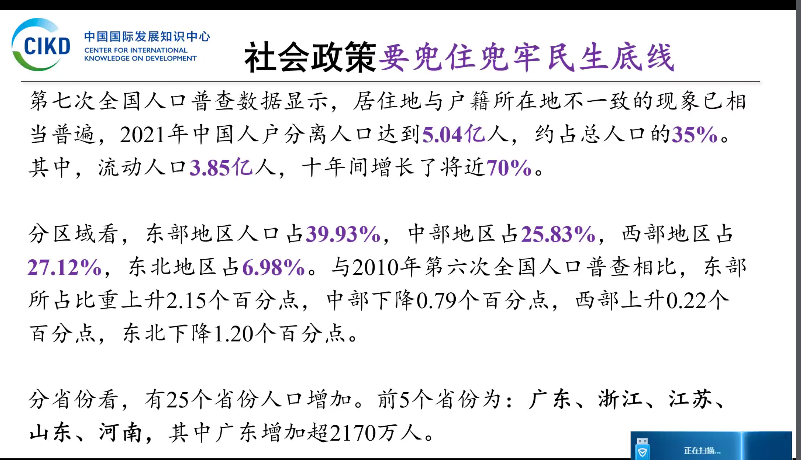 CIKD
中国国际发展知识中心
CENTER FOR INTERNATIONAL
KNOWLEDGE ON DEVELOPMENT
社会政策要兜住兜牢民生底线
第七次全国人口普查数据显示，居住地与户籍所在地不一致的现象已相
当普遍，2021年中国人户分离人口达到5.04亿人，约占总人口的35%。
其中，流动人口3.85亿人，十年间增长了将近70%。
分区域看，东部地区人口占39.93%，中部地区占25.83%，西部地区占
27.12%，东北地区占6.98%。与2010年第六次全国人口普查相比，东部
所占比重上升2.15个百分点，中部下降0.79个百分点，西部上升0.22个
百分点，东北下降1.20个百分点。
分省份看，有25个省份人口增加。前5个省份为：广东、浙江、江苏、
山东、河南，其中广东增加超2170万人。
正在扫描...